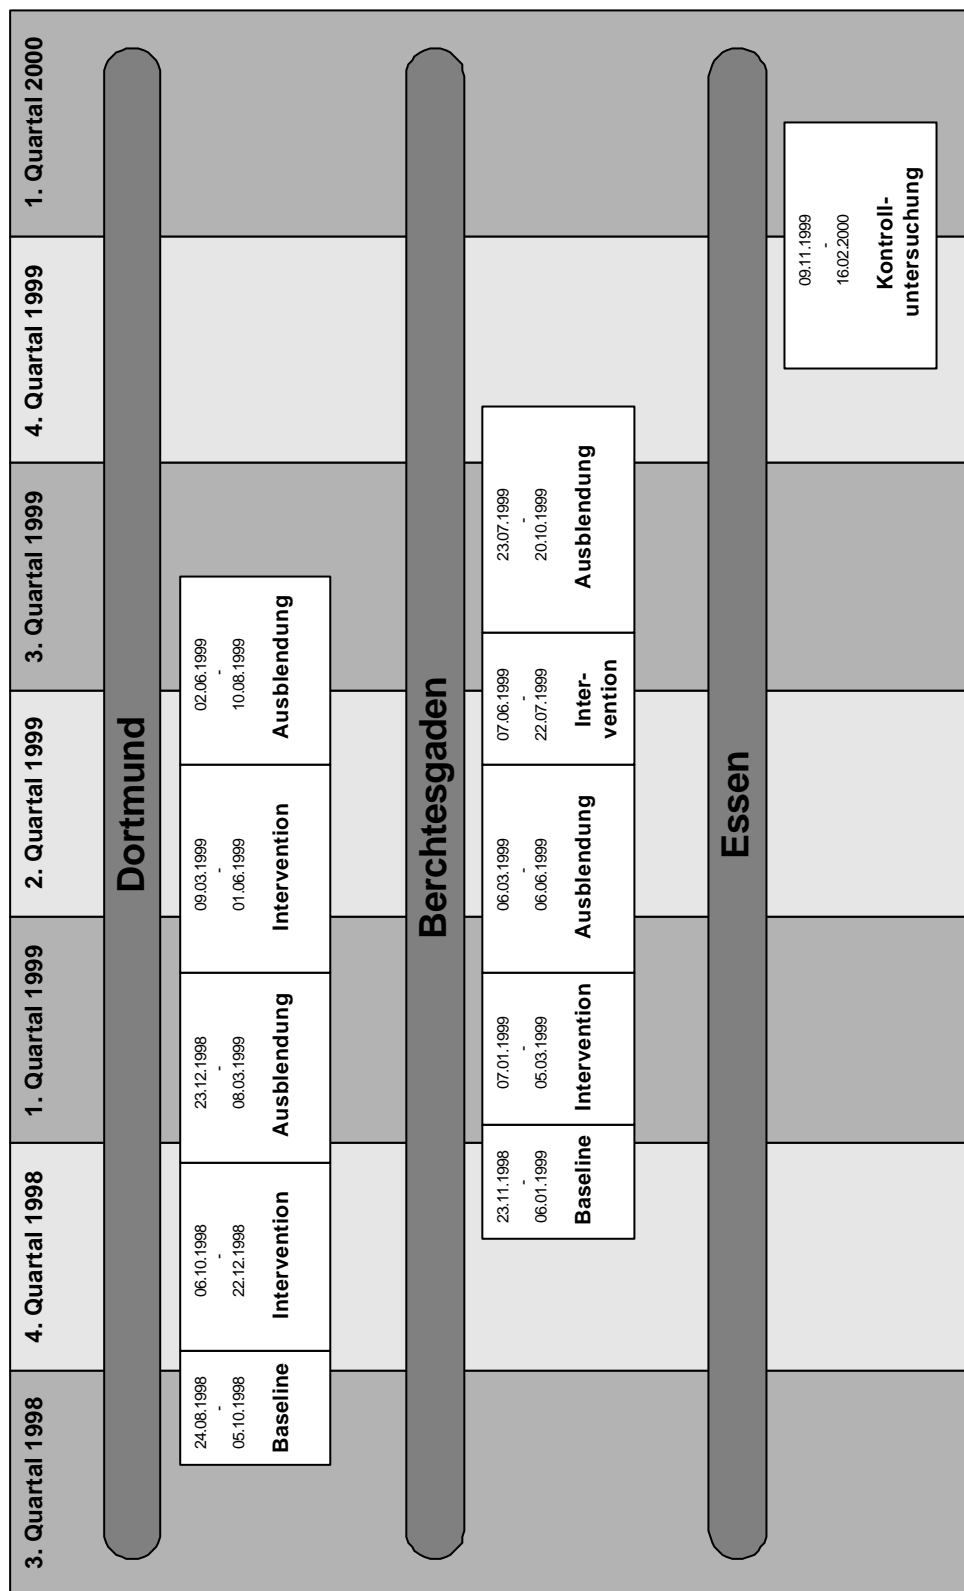 3. Quartal 1998
4. Quartal 1998
1. Quartal 1999
2. Quartal 1999
3. Quartal 1999
4. Quartal 1999
1. Quartal 2000
Dortmund
24.08.1998
-
05.10.1998
Baseline
06.10.1998
-
22.12.1998
Intervention
23.12.1998
-
08.03.1999
Ausblendung
09.03.1999
-
01.06.1999
Intervention
02.06.1999
-
10.08.1999
Ausblendung
Berchtesgaden
23.11.1998
-
06.01.1999
Baseline
07.01.1999
-
05.03.1999
Intervention
06.03.1999
-
06.06.1999
Ausblendung
07.06.1999
-
22.07.1999
Inter-
vention
23.07.1999
-
20.10.1999
Ausblendung
Essen
09.11.1999
-
16.02.2000
Kontroll-
untersuchung